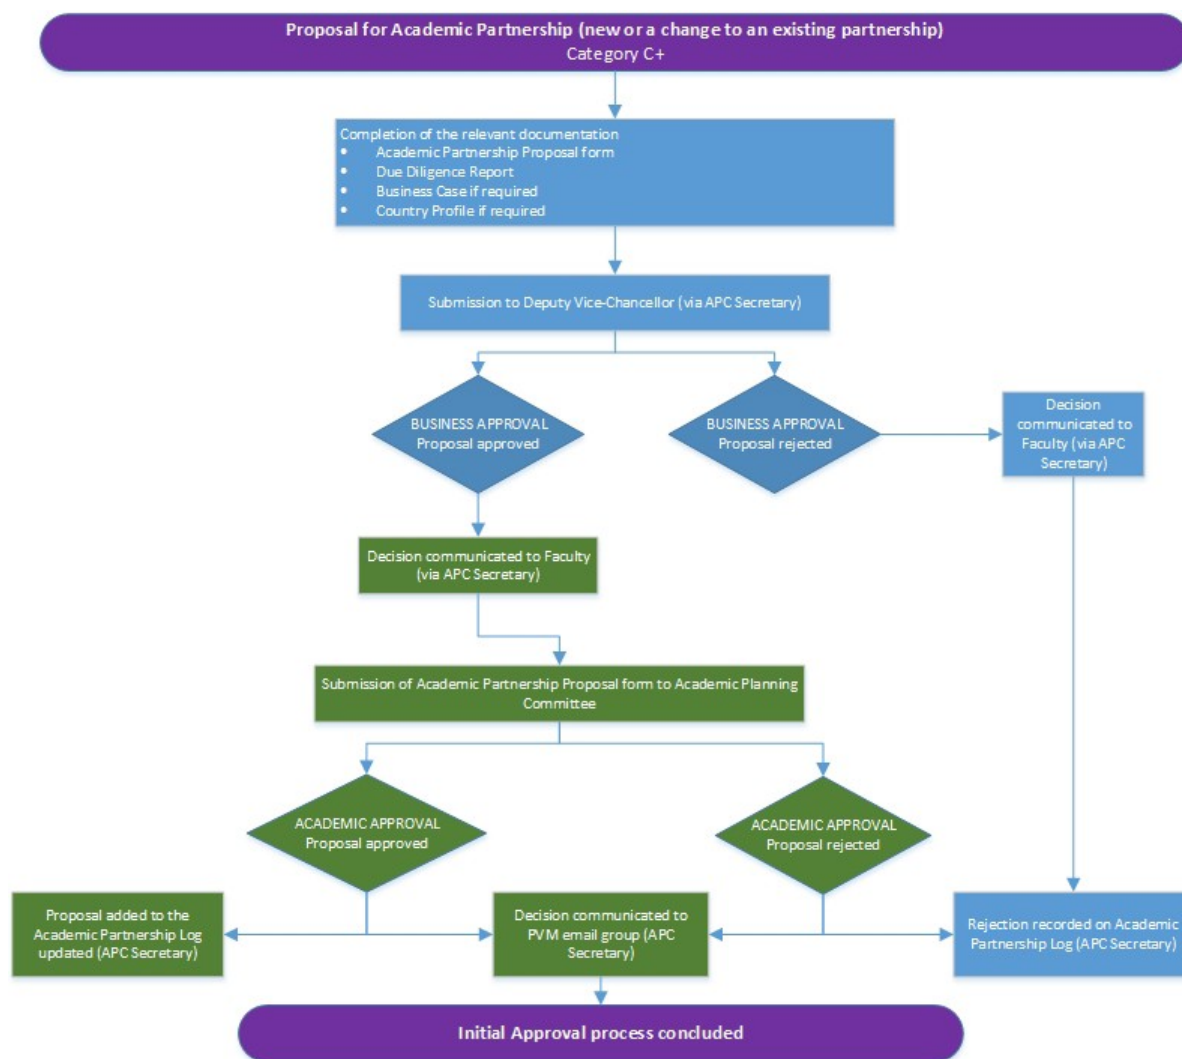 Proposal for Academic Partnership (new or a change to an existing partnership)
Category C+
Completion of the relevant documentation
• Academic Partnership Proposal form
• Due Diligence Report
• Business Case if required
• Country Profile if required
Submission to Deputy Vice-Chancellor (via APC Secretary)
BUSINESS APPROVAL
Proposal approved
BUSINESS APPROVAL
Proposal rejected
Decision
communicated to
Faculty (via APC
Secretary)
Decision communicated to Faculty
(via APC Secretary)
Submission of Academic Partnership Proposal form to Academic Planning
Committee
ACADEMIC APPROVAL
Proposal approved
ACADEMIC APPROVAL
Proposal rejected
Proposal added to the
Academic Partnership Log
updated (APC Secretary)
Decision communicated to
PVM email group (APC
Secretary)
Rejection recorded on Academic
Partnership Log (APC Secretary)
Initial Approval process concluded